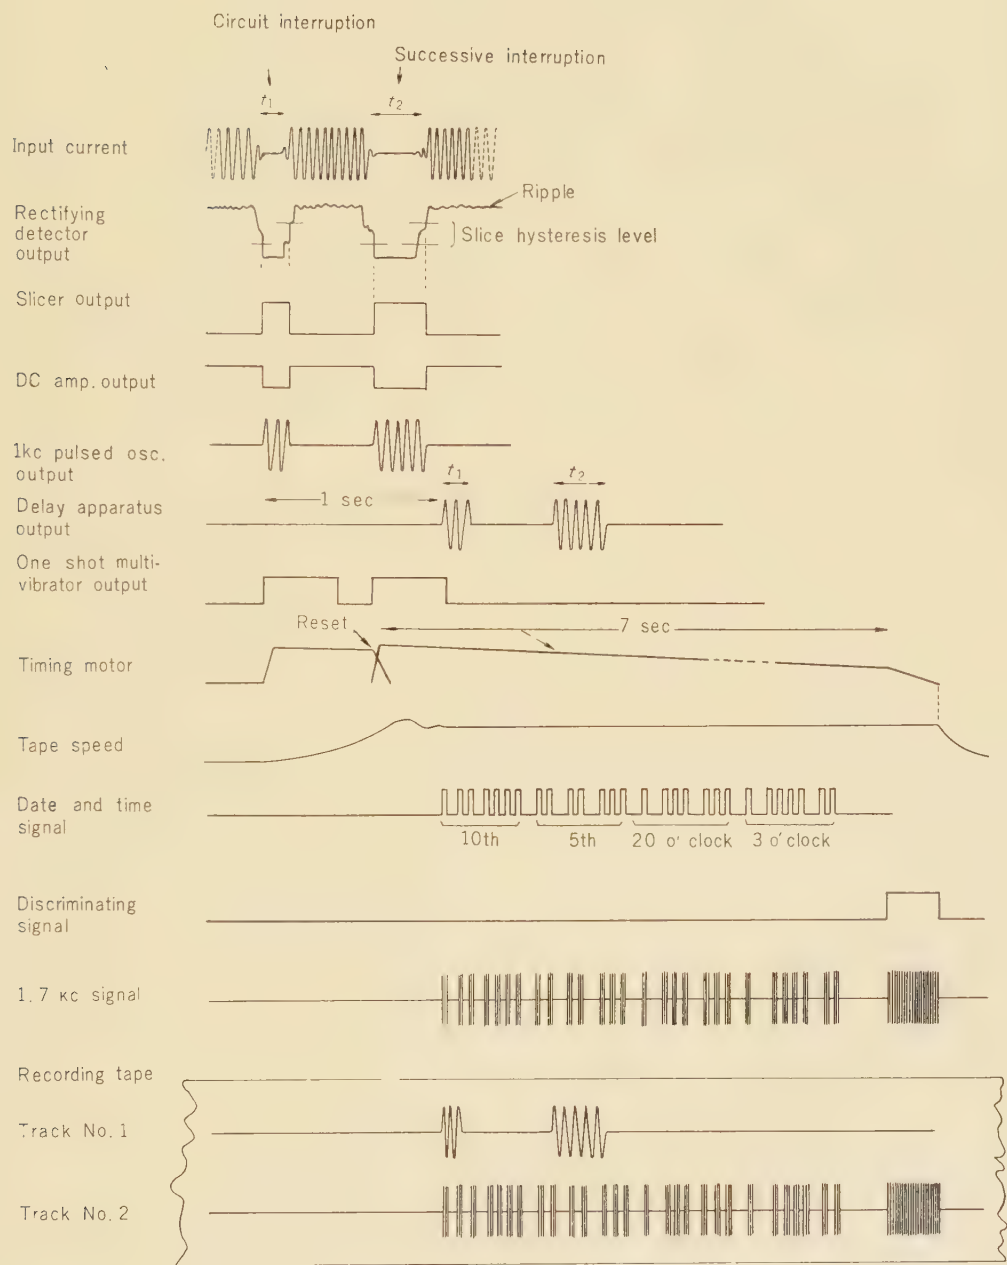 Circuit interruption
Successive interruption
t1
t2
Input current
Ripple
Rectifying
detector
output
Slice hysteresis level
Slicer output
DC amp. output
1kc pulsed osc.
output
t1
t2
1 sec
Delay apparatus
output
One shot multi-
vibrator output
Reset
7 sec
Timing motor
Tape speed
Date and time
signal
10th
5th
20 o' clock
3 o'clock
Discriminating
signal
1.7 KC signal
Recording tape
Track No. 1
Track No. 2